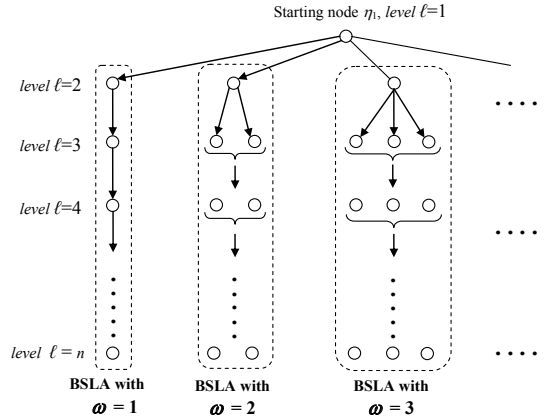 Starting node η₁, level ℓ=1
level ℓ=2
level ℓ=3
level ℓ=4
level ℓ = n
BSLA with
ω = 1
BSLA with
ω = 2
BSLA with
ω = 3